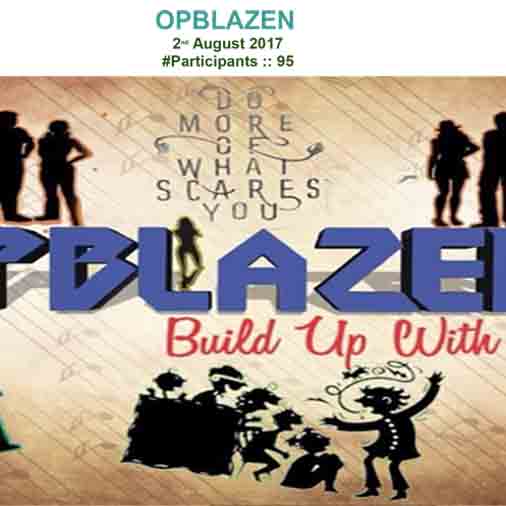 OPBLAZEN
2nd August 2017
#Participants :: 95
DO
MORE
OF
WHAT
SCARES
YOU
PBLAZE
Build Up With